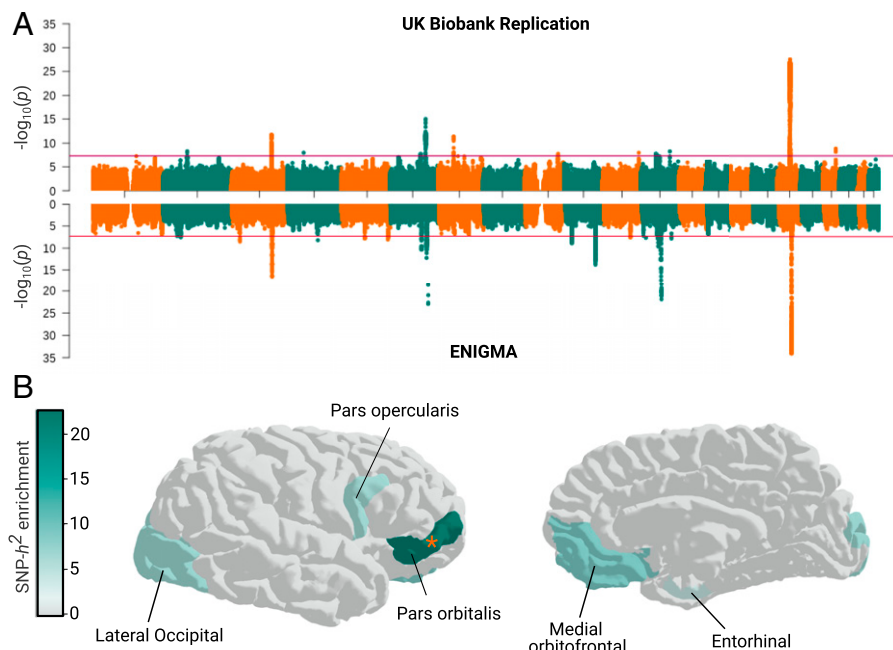 A
UK Biobank Replication
35
30
25
20
15
10
5
0
-log10(p)
0
5
10
15
20
25
30
35
-log10(p)
ENIGMA
B
SNP-h2 enrichment
20
15
10
5
0
Pars opercularis
*
Pars orbitalis
Lateral Occipital
Medial
orbitofrontal
Entorhinal